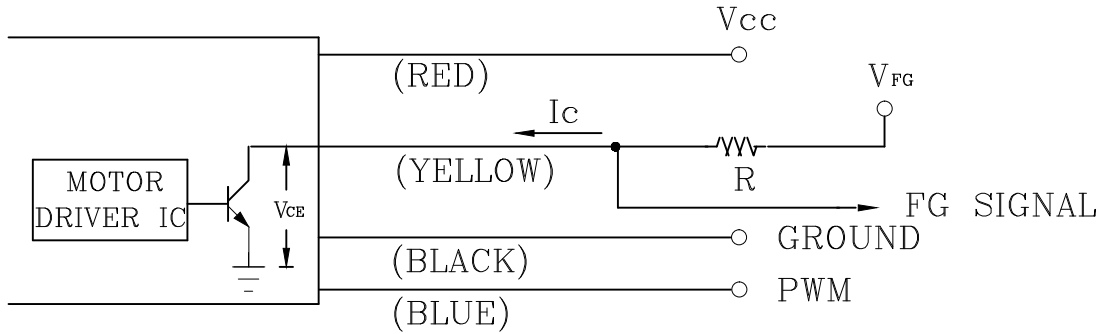 Vcc
(RED)
VFG
Ic
(YELLOW)
R
MOTOR
DRIVER IC
VCE
FG SIGNAL
GROUND
(BLACK)
PWM
(BLUE)